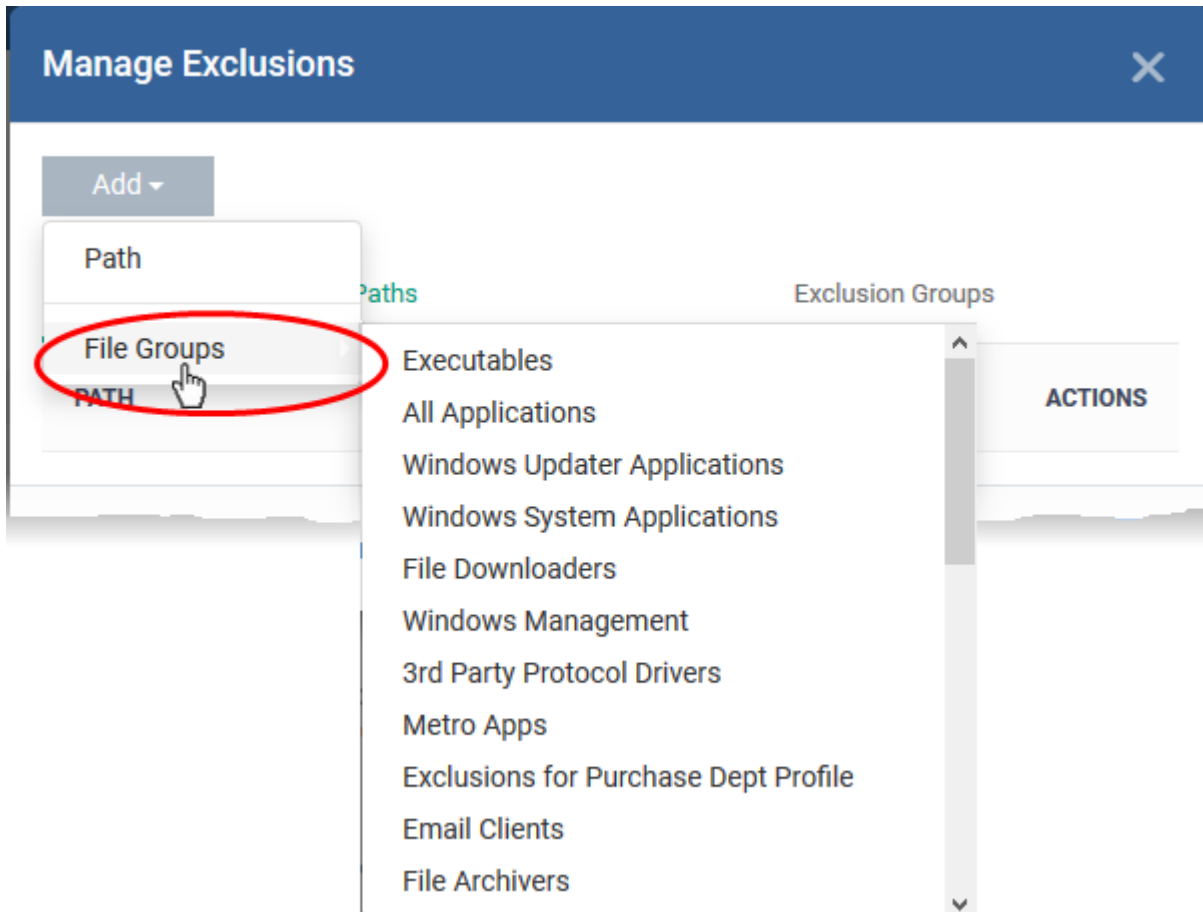 Manage Exclusions
Add
Path
Paths
Exclusion Groups
File Groups
PATH
ACTIONS
Executables
All Applications
Windows Updater Applications
Windows System Applications
File Downloaders
Windows Management
3rd Party Protocol Drivers
Metro Apps
Exclusions for Purchase Dept Profile
Email Clients
File Archivers